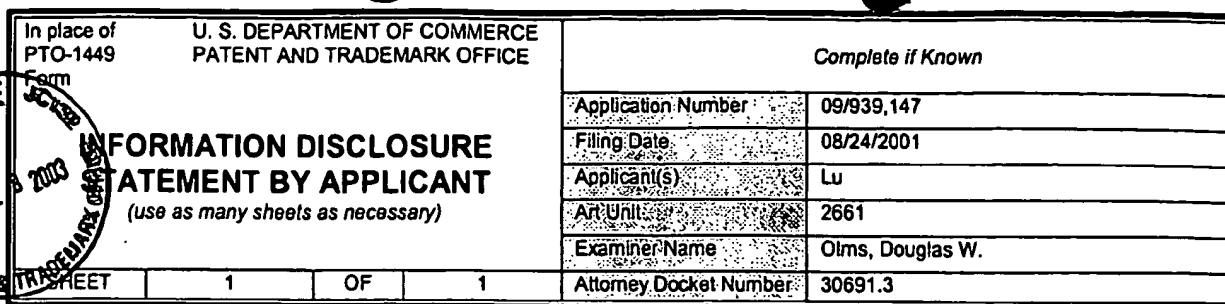 In place of U. S. DEPARTMENT OF COMMERCE
PTO-1449 PATENT AND TRADEMARK OFFICE
Form
Complete if Known
INFORMATION DISCLOSURE
STATEMENT BY APPLICANT
(use as many sheets as necessary)
2003
TRADEMARK
Application Number 09/939,147
Filing Date 08/24/2001
Applicant(s) Lu
Art Unit 2661
Examiner Name Olms, Douglas W.
SHEET 1 OF 1 Attorney Docket Number 30691.3